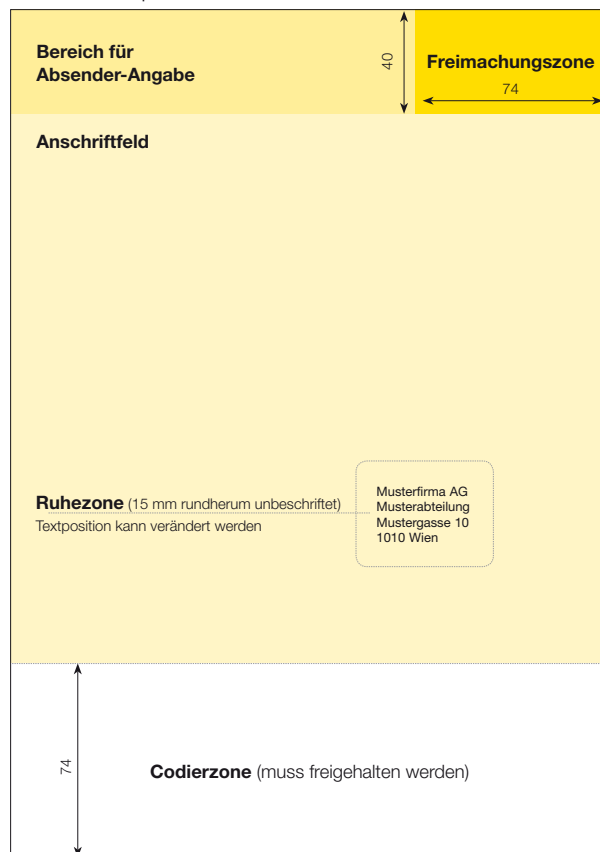 Bereich für
Absender-Angabe
40
Freimachungszone
74
Anschriftfeld
Ruhezone (15 mm rundherum unbeschriftet)
Textposition kann verändert werden
Musterfirma AG
Musterabteilung
Mustergasse 10
1010 Wien
74
Codierzone (muss freigehalten werden)